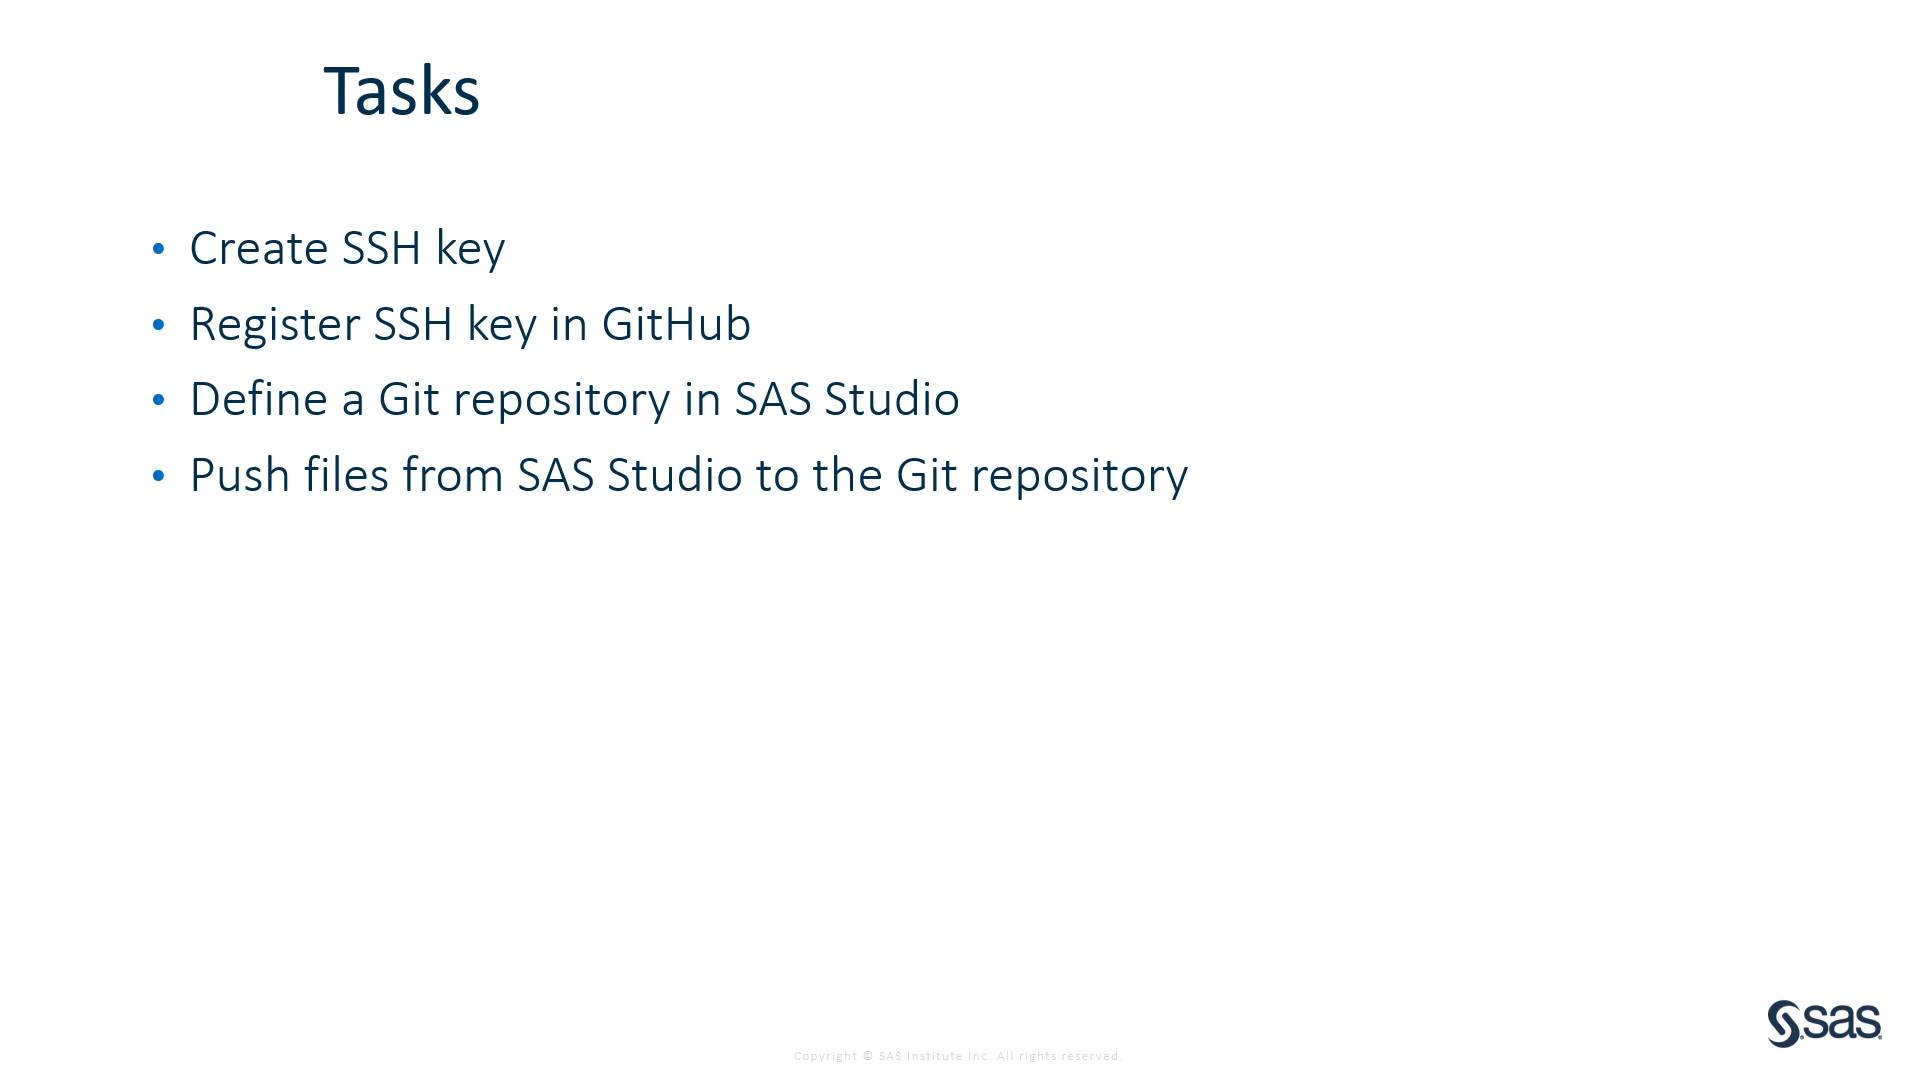 Tasks
• Create SSH key
• Register SSH key in GitHub
• Define a Git repository in SAS Studio
• Push files from SAS Studio to the Git repository
sas
Copyright © SAS Institute Inc. All rights reserved.